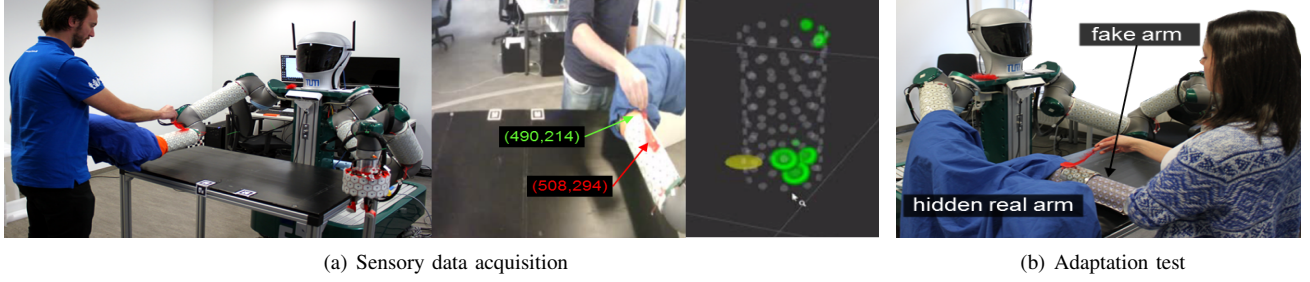 (490,214)
(508,294)
fake arm
hidden real arm
(a) Sensory data acquisition
(b) Adaptation test